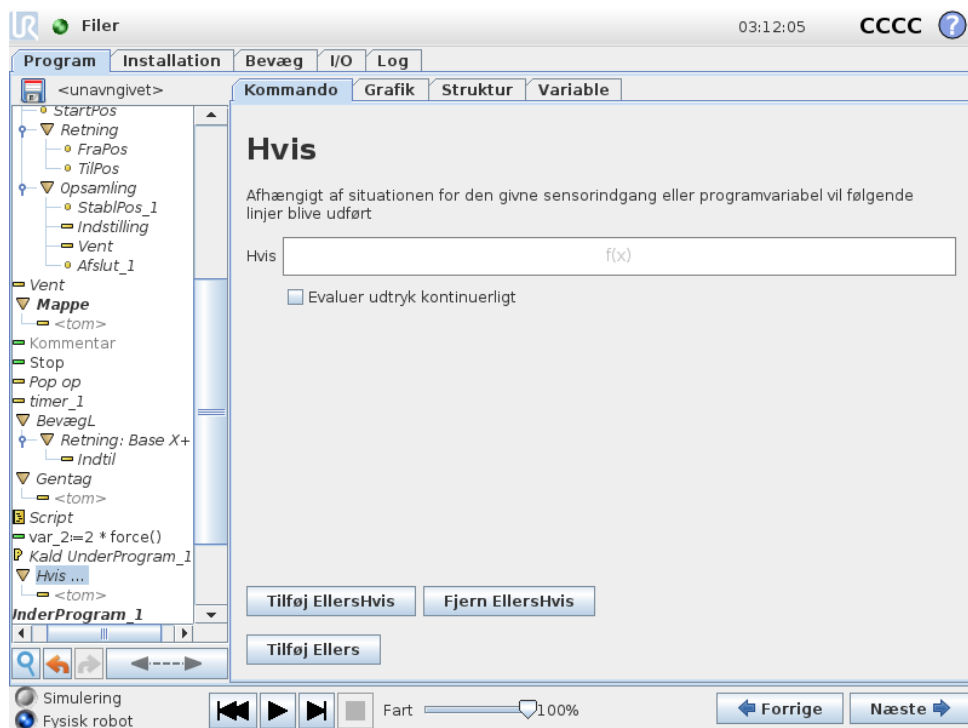 UR Filer 03:12:05 CCCC ?
Program Installation Bevæg I/O Log
<unavngivet>
Kommando Grafik Struktur Variable
StartPos
Retning
FraPos
TilPos
Opsamling
StablPos_1
Indstilling
Vent
Afslut_1
Vent
Mappe
<tom>
Kommentar
Stop
Pop op
timer_1
BevægL
Retning: Base X+
Indtil
Gentag
<tom>
Script
var_2:=2 * force()
Kald UnderProgram_1
Hvis ...
<tom>
UnderProgram_1
Hvis
Afhængigt af situationen for den givne sensorindgang eller programvariabel vil følgende
linjer blive udført
Hvis f(x)
Evaluer udtryk kontinuerligt
Tilføj EllersHvis Fjern EllersHvis
Tilføj Ellers
Simulering
Fysisk robot
Fart 100%
Forrige Næste